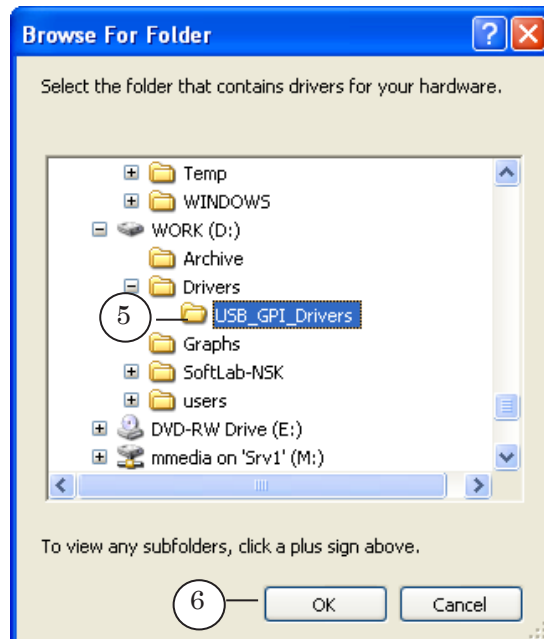 Browse For Folder
Select the folder that contains drivers for your hardware.
Temp
WINDOWS
WORK (D:)
Archive
Drivers
5
USB_GPI_Drivers
Graphs
SoftLab-NSK
users
DVD-RW Drive (E:)
mmedia on 'Srv1' (M:)
To view any subfolders, click a plus sign above.
6 OK Cancel